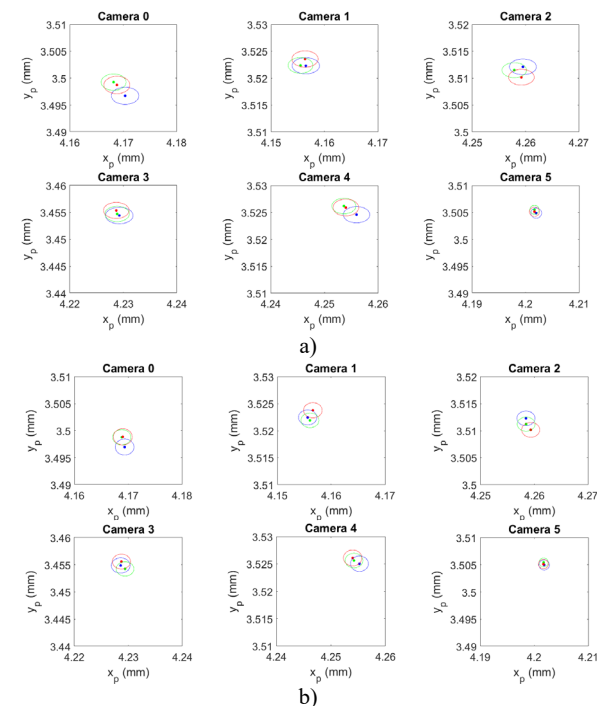 Camera 0
Camera 1
Camera 2
3.51
3.505
3.5
3.495
3.49
y_p (mm)
4.16
4.17
4.18
x_p (mm)
3.53
3.525
3.52
3.515
3.51
y_p (mm)
4.15
4.16
4.17
x_p (mm)
3.52
3.515
3.51
3.505
3.5
y_p (mm)
4.25
4.26
4.27
x_p (mm)
Camera 3
Camera 4
Camera 5
3.46
3.455
3.45
3.445
3.44
y_p (mm)
4.22
4.23
4.24
x_p (mm)
3.53
3.525
3.52
3.515
3.51
y_p (mm)
4.24
4.25
4.26
x_p (mm)
3.51
3.505
3.5
3.495
3.49
y_p (mm)
4.19
4.2
4.21
x_p (mm)
a)
Camera 0
Camera 1
Camera 2
3.51
3.505
3.5
3.495
3.49
y_p (mm)
4.16
4.17
4.18
x_p (mm)
3.53
3.525
3.52
3.515
3.51
y_p (mm)
4.15
4.16
4.17
x_p (mm)
3.52
3.515
3.51
3.505
3.5
y_p (mm)
4.25
4.26
4.27
x_p (mm)
Camera 3
Camera 4
Camera 5
3.46
3.455
3.45
3.445
3.44
y_p (mm)
4.22
4.23
4.24
x_p (mm)
3.53
3.525
3.52
3.515
3.51
y_p (mm)
4.24
4.25
4.26
x_p (mm)
3.51
3.505
3.5
3.495
3.49
y_p (mm)
4.19
4.2
4.21
x_p (mm)
b)